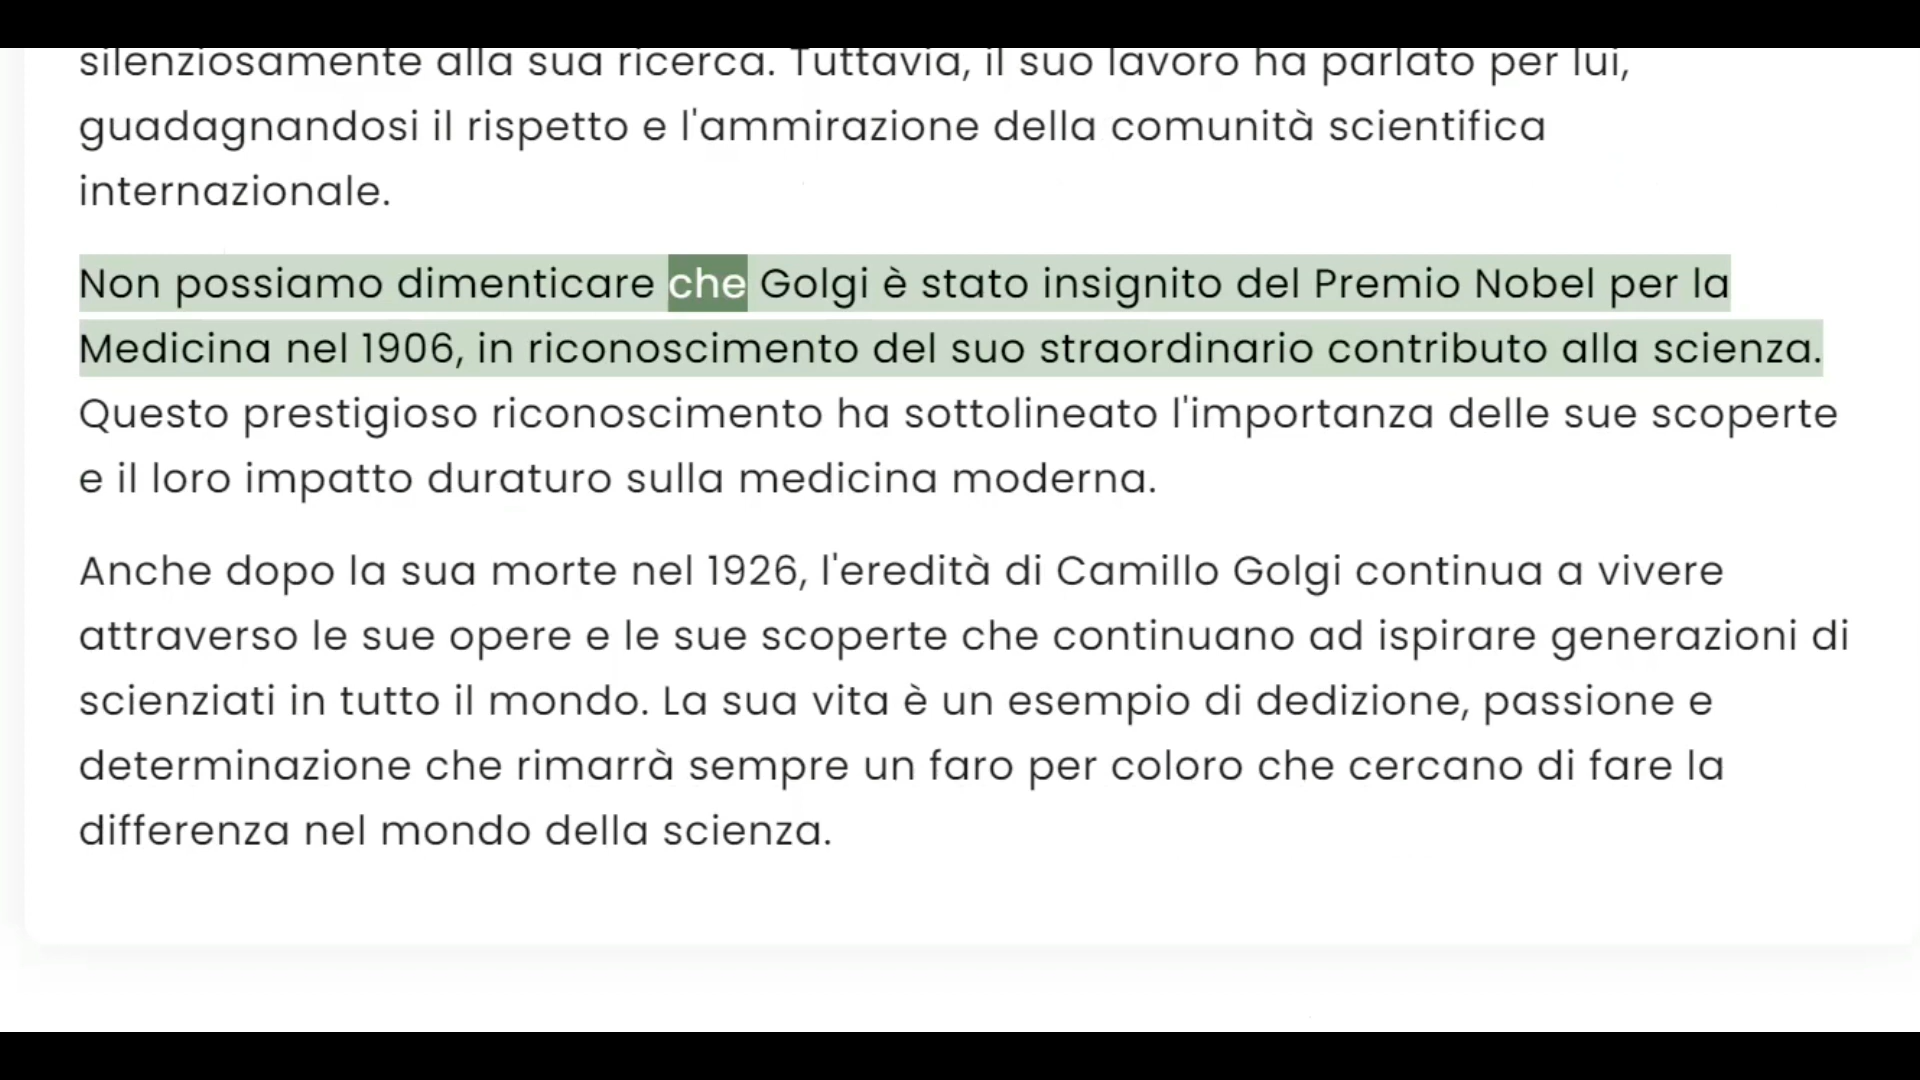 silenziosamente alla sua ricerca. Tuttavia, il suo lavoro ha parlato per lui,
guadagnandosi il rispetto e l'ammirazione della comunità scientifica
internazionale.
Non possiamo dimenticare che Golgi è stato insignito del Premio Nobel per la
Medicina nel 1906, in riconoscimento del suo straordinario contributo alla scienza.
Questo prestigioso riconoscimento ha sottolineato l'importanza delle sue scoperte
e il loro impatto duraturo sulla medicina moderna.
Anche dopo la sua morte nel 1926, l'eredità di Camillo Golgi continua a vivere
attraverso le sue opere e le sue scoperte che continuano ad ispirare generazioni di
scienziati in tutto il mondo. La sua vita è un esempio di dedizione, passione e
determinazione che rimarrà sempre un faro per coloro che cercano di fare la
differenza nel mondo della scienza.